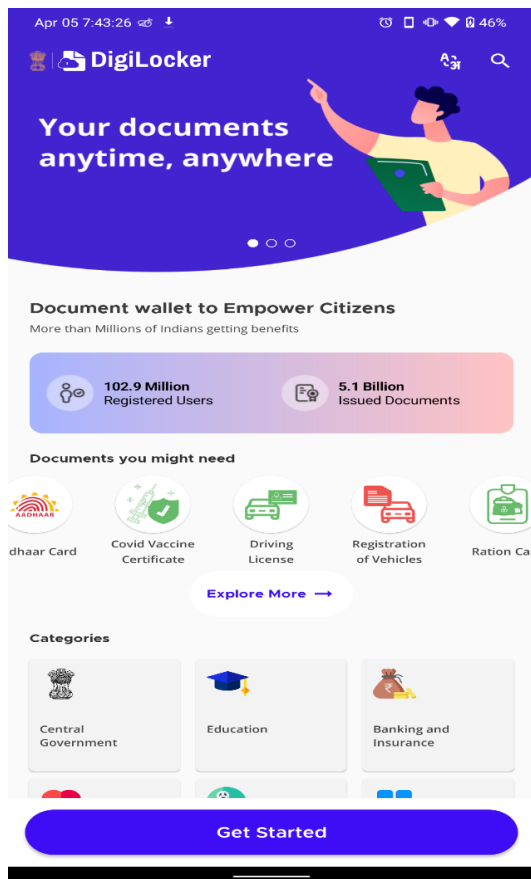 Apr 05 7:43:26
46%
DigiLocker
Aअ
Your documents
anytime, anywhere
Document wallet to Empower Citizens
More than Millions of Indians getting benefits
102.9 Million
Registered Users
5.1 Billion
Issued Documents
Documents you might need
AADHAAR
dhaar Card
Covid Vaccine
Certificate
Driving
License
Registration
of Vehicles
Ration Ca
Explore More →
Categories
Central
Government
Education
₹
Banking and
Insurance
Get Started